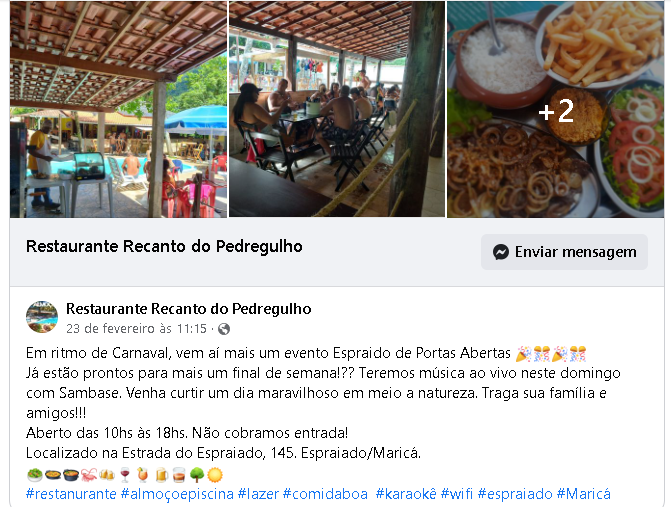 +2
Restaurante Recanto do Pedregulho
Enviar mensagem
Restaurante Recanto do Pedregulho
23 de fevereiro às 11:15 ·
Em ritmo de Carnaval, vem aí mais um evento Espraido de Portas Abertas 🎉🎊🎉🎊
Já estão prontos para mais um final de semana!?? Teremos música ao vivo neste domingo
com Sambase. Venha curtir um dia maravilhoso em meio a natureza. Traga sua família e
amigos!!!
Aberto das 10hs às 18hs. Não cobramos entrada!
Localizado na Estrada do Espraiado, 145. Espraiado/Maricá.
🥗🥘🍲🍤🍻🍷🍹🍺🥃🌳🌞
#restanurante #almoçoepiscina #lazer #comidaboa #karaokê #wifi #espraiado #Maricá